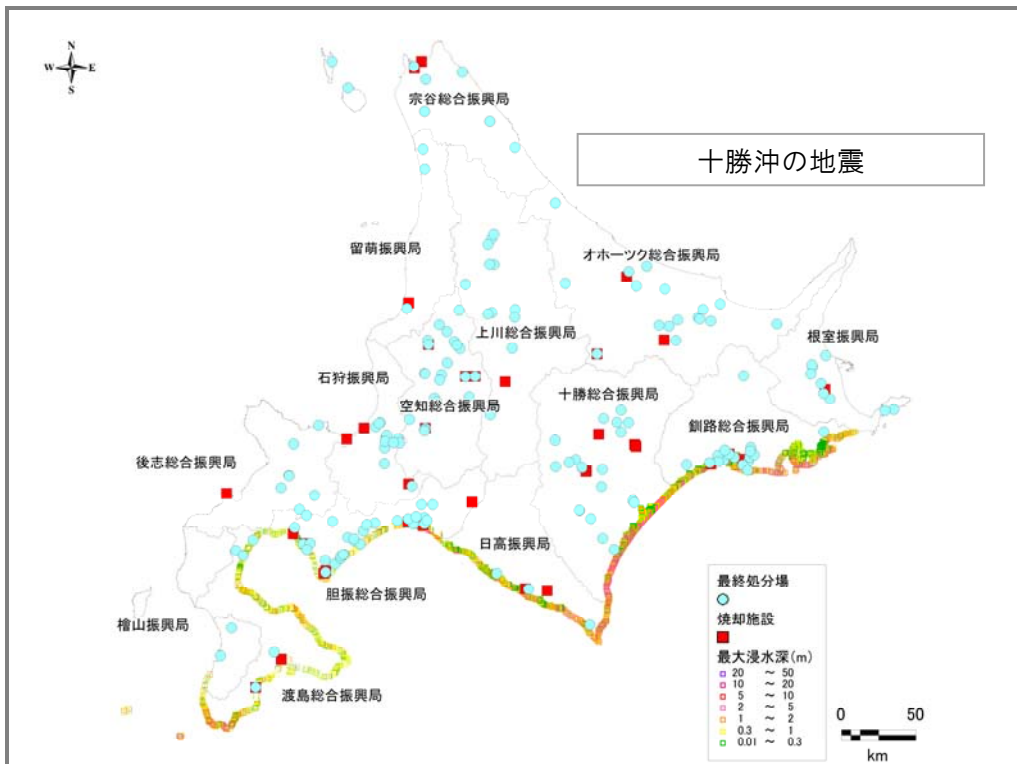 N
W E
S
宗谷総合振興局
十勝沖の地震
留萌振興局
オホーツク総合振興局
上川総合振興局
根室振興局
石狩振興局
空知総合振興局
十勝総合振興局
釧路総合振興局
後志総合振興局
日高振興局
胆振総合振興局
檜山振興局
渡島総合振興局
最終処分場
焼却施設
最大浸水深(m)
20 ～ 50
10 ～ 20
5 ～ 10
2 ～ 5
1 ～ 2
0.3 ～ 1
0.01 ～ 0.3
0 50
km